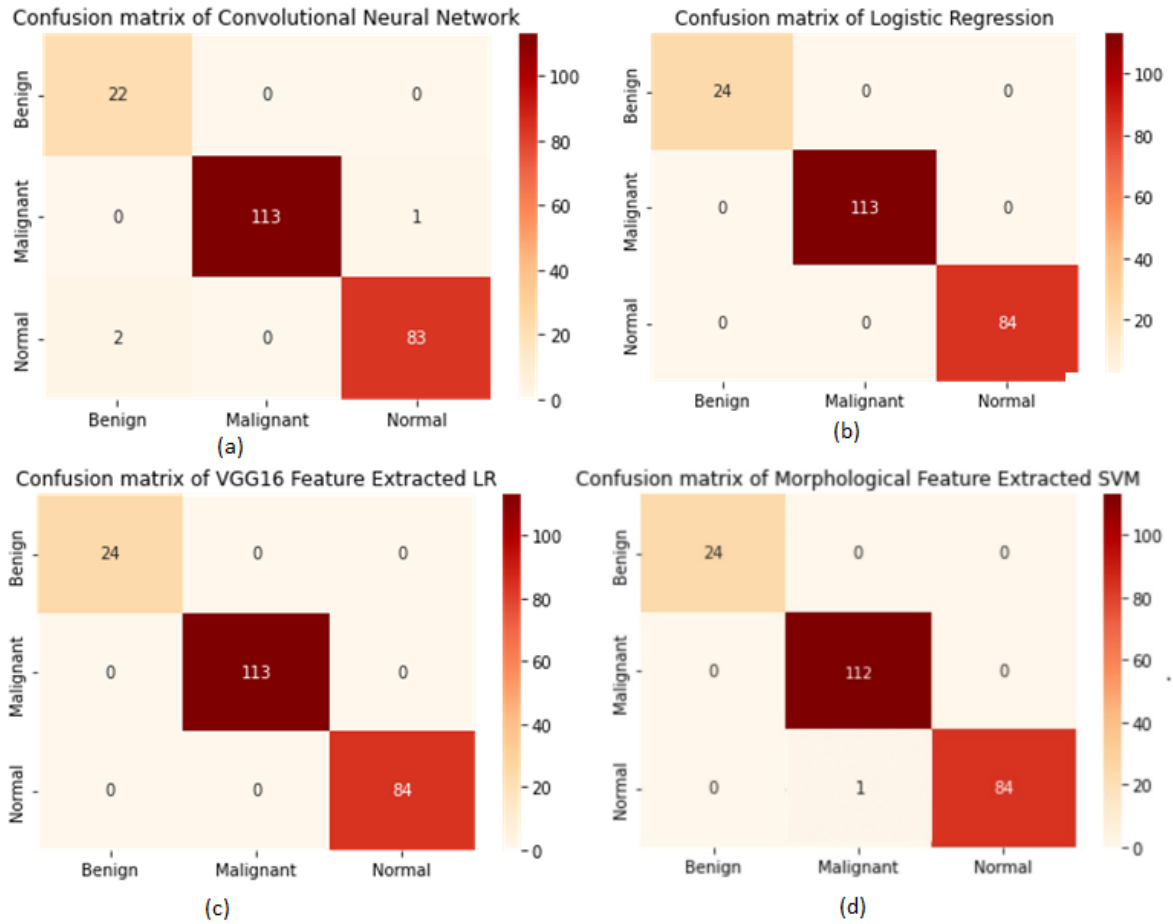 Confusion matrix of Convolutional Neural Network
Benign 22 0 0 100
80
Malignant 0 113 1 60
40
Normal 2 0 83 20
0
Benign Malignant Normal
(a)
Confusion matrix of Logistic Regression
Benign 24 0 0 100
80
Malignant 0 113 0 60
40
Normal 0 0 84 20
Benign Malignant Normal
(b)
Confusion matrix of VGG16 Feature Extracted LR
Benign 24 0 0 100
80
Malignant 0 113 0 60
40
Normal 0 0 84 20
0
Benign Malignant Normal
(c)
Confusion matrix of Morphological Feature Extracted SVM
Benign 24 0 0 100
80
Malignant 0 112 0 60
40
Normal 0 1 84 20
0
Benign Malignant Normal
(d)